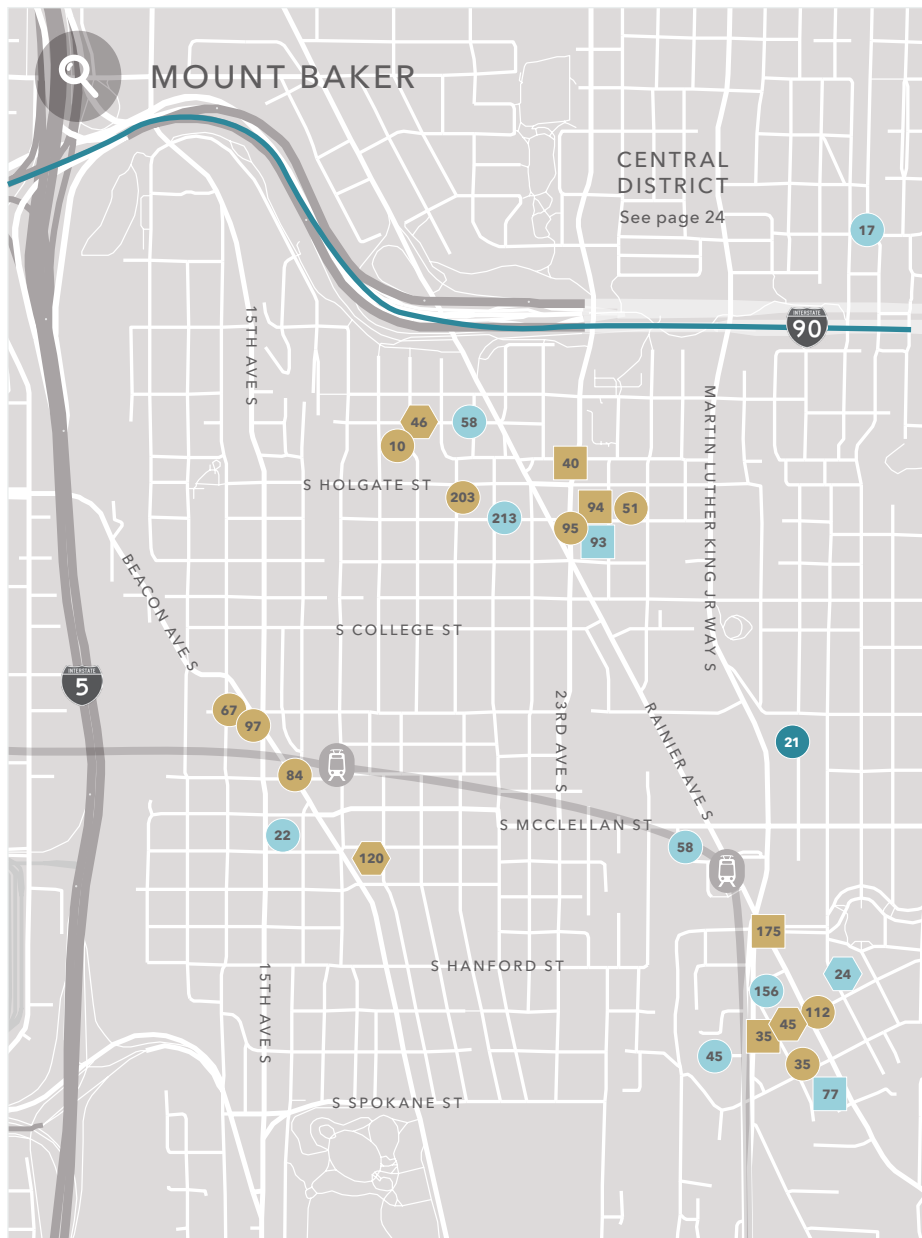 MOUNT BAKER
CENTRAL
DISTRICT
See page 24
17
INTERSTATE
90
15TH AVE S
MARTIN LUTHER KING JR WAY S
46
58
10
40
S HOLGATE ST
203
94
51
213
95
93
BEACON AVE S
S COLLEGE ST
INTERSTATE
5
67
97
23RD AVE S
RAINIER AVE S
21
84
22
S MCCLELLAN ST
58
120
175
S HANFORD ST
24
15TH AVE S
156
112
45
35
45
35
77
S SPOKANE ST